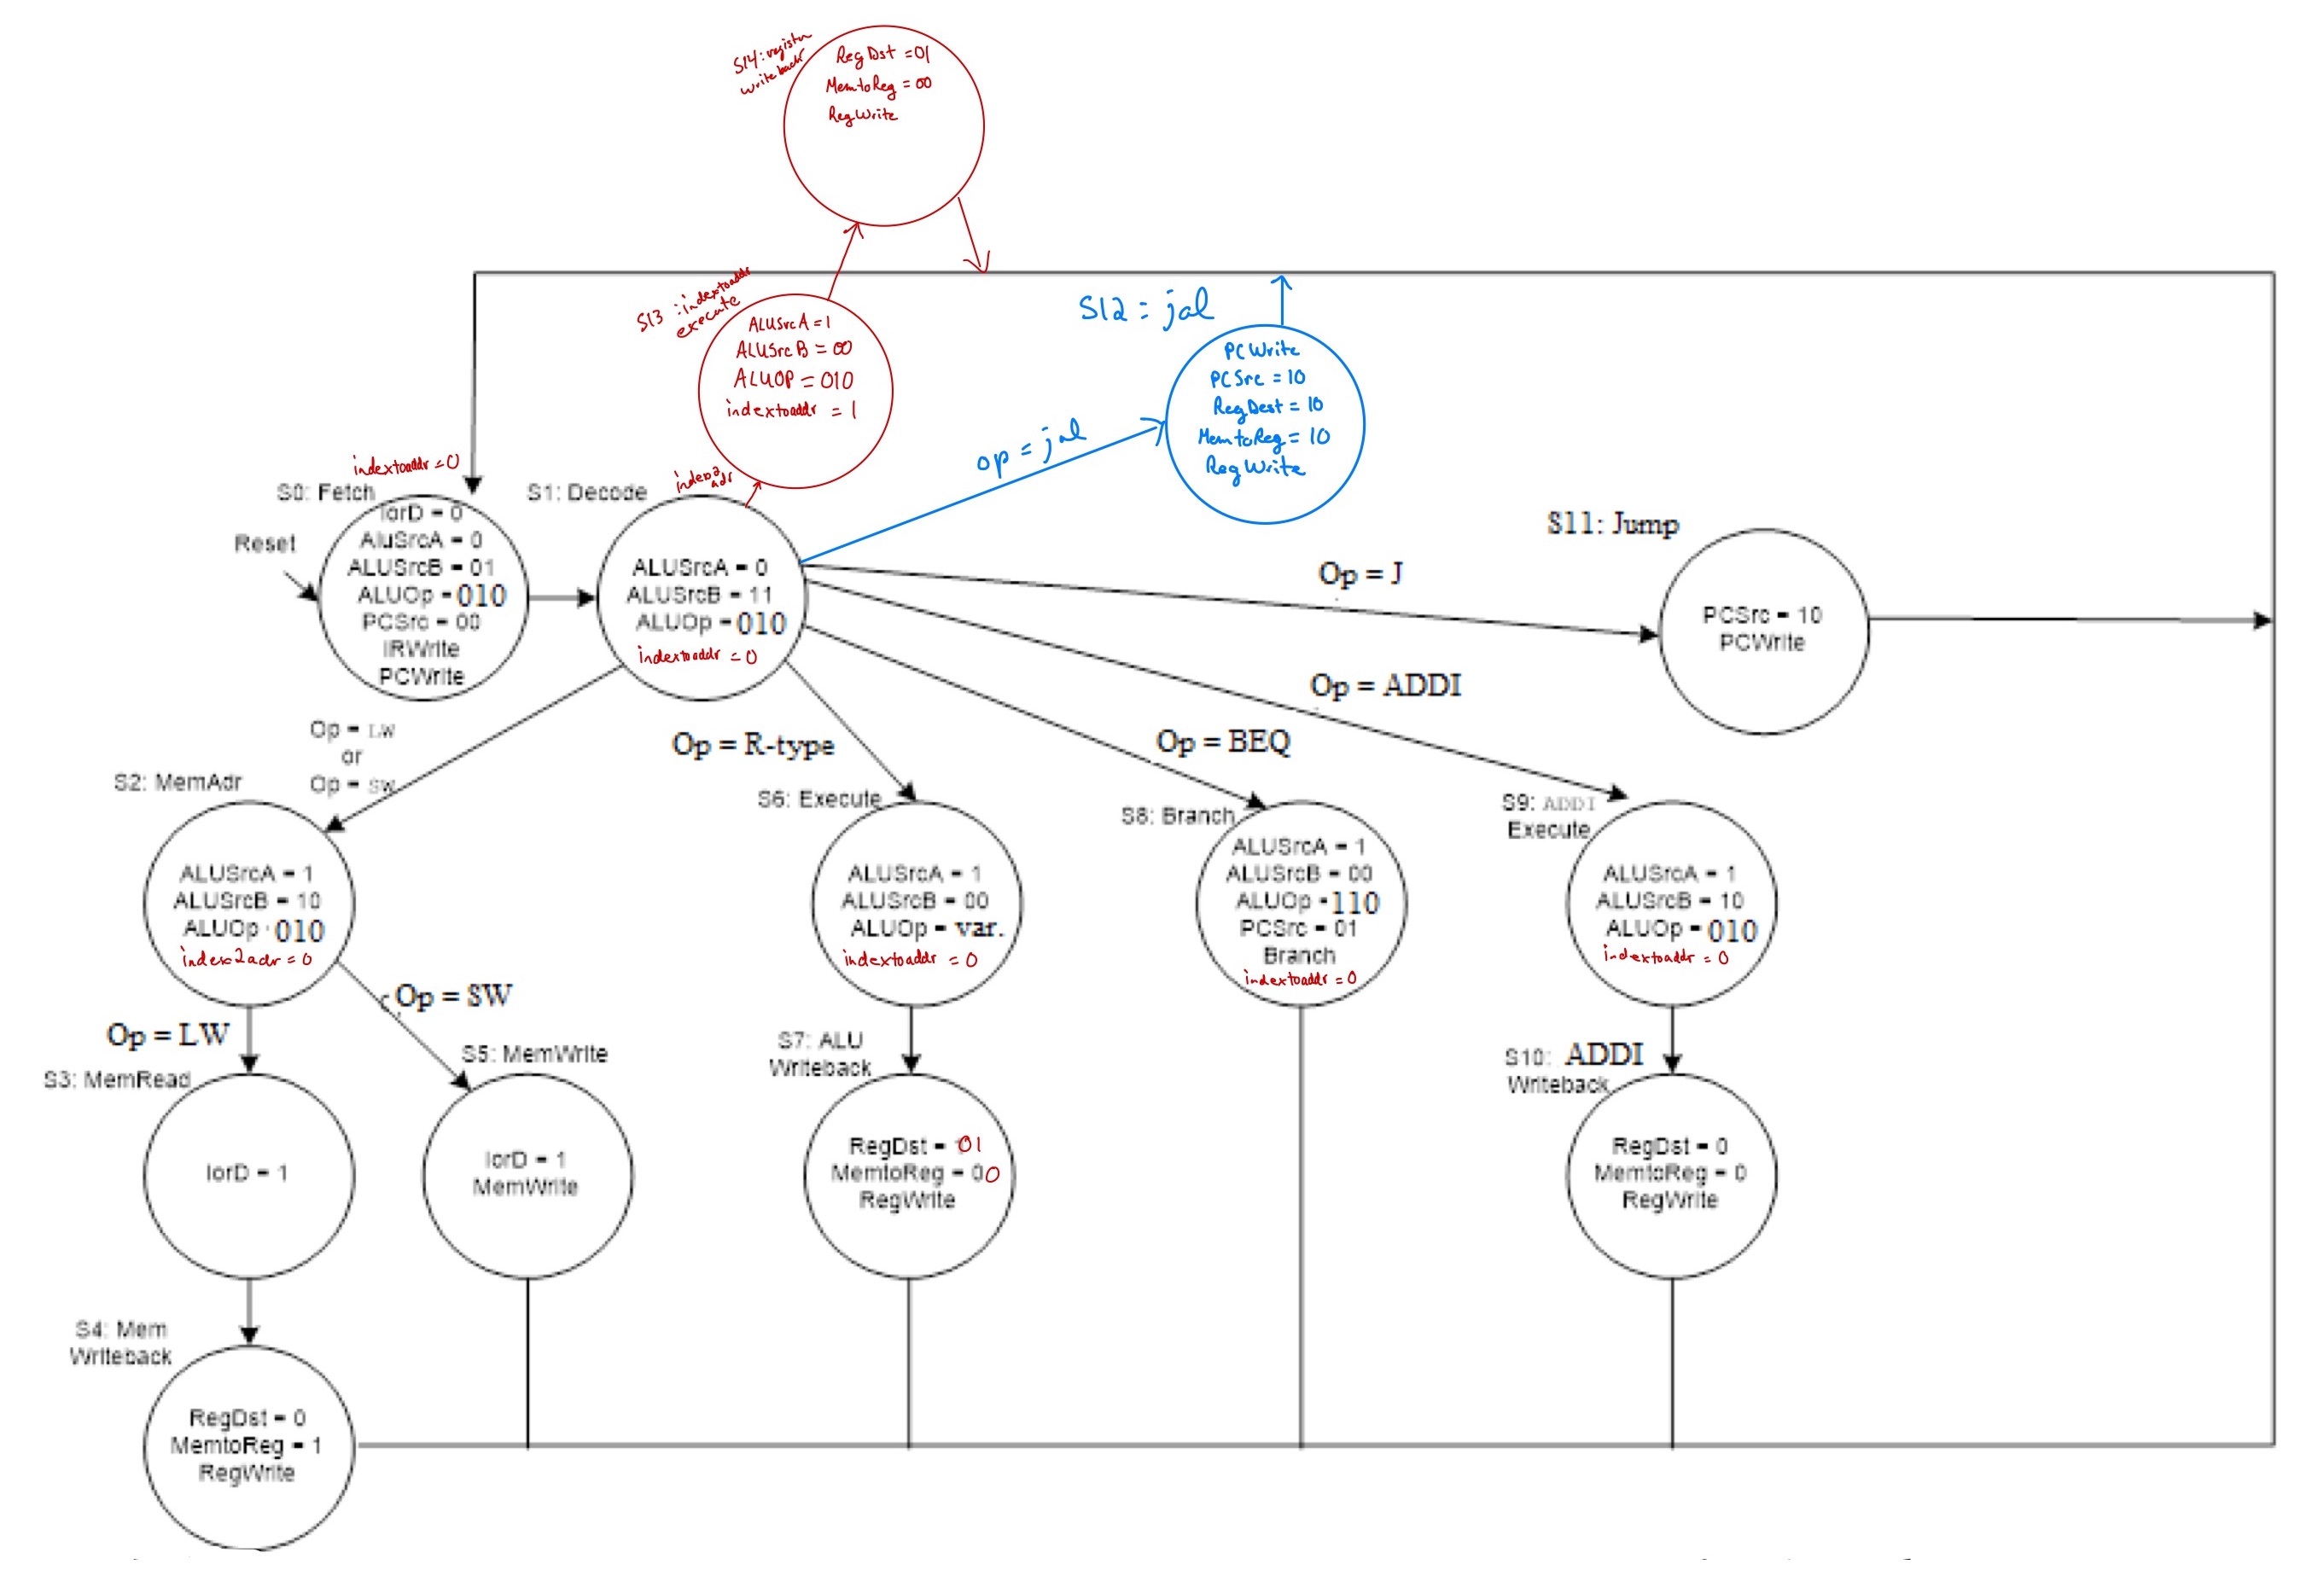 S14: register
writeback
RegDst = 01
MemtoReg = 00
RegWrite
S13 : indextoaddr
execute
ALUSrcA = 1
ALUSrcB = 00
ALUOP = 010
indextoaddr = 1
S12 : jal
PCWrite
PCSrc = 10
RegDest = 10
MemtoReg = 10
RegWrite
op = jal
index2
adr
indextoaddr = 0
S0: Fetch
Reset
IorD = 0
AluSrcA = 0
ALUSrcB = 01
ALUOp = 010
PCSrc = 00
IRWrite
PCWrite
S1: Decode
ALUSrcA = 0
ALUSrcB = 11
ALUOp = 010
indextoaddr = 0
S11: Jump
Op = J
PCSrc = 10
PCWrite
Op = ADDI
Op = BEQ
Op = R-type
Op = LW
or
Op = SW
S2: MemAdr
ALUSrcA = 1
ALUSrcB = 10
ALUOp 010
index2adr = 0
S6: Execute
ALUSrcA = 1
ALUSrcB = 00
ALUOp = var.
indextoaddr = 0
S8: Branch
ALUSrcA = 1
ALUSrcB = 00
ALUOp = 110
PCSrc = 01
Branch
indextoaddr = 0
S9: ADDI
Execute
ALUSrcA = 1
ALUSrcB = 10
ALUOp = 010
indextoaddr = 0
Op = LW
Op = SW
S3: MemRead
IorD = 1
S5: MemWrite
IorD = 1
MemWrite
S7: ALU
Writeback
RegDst = 01
MemtoReg = 00
RegWrite
S10: ADDI
Writeback
RegDst = 0
MemtoReg = 0
RegWrite
S4: Mem
Writeback
RegDst = 0
MemtoReg = 1
RegWrite